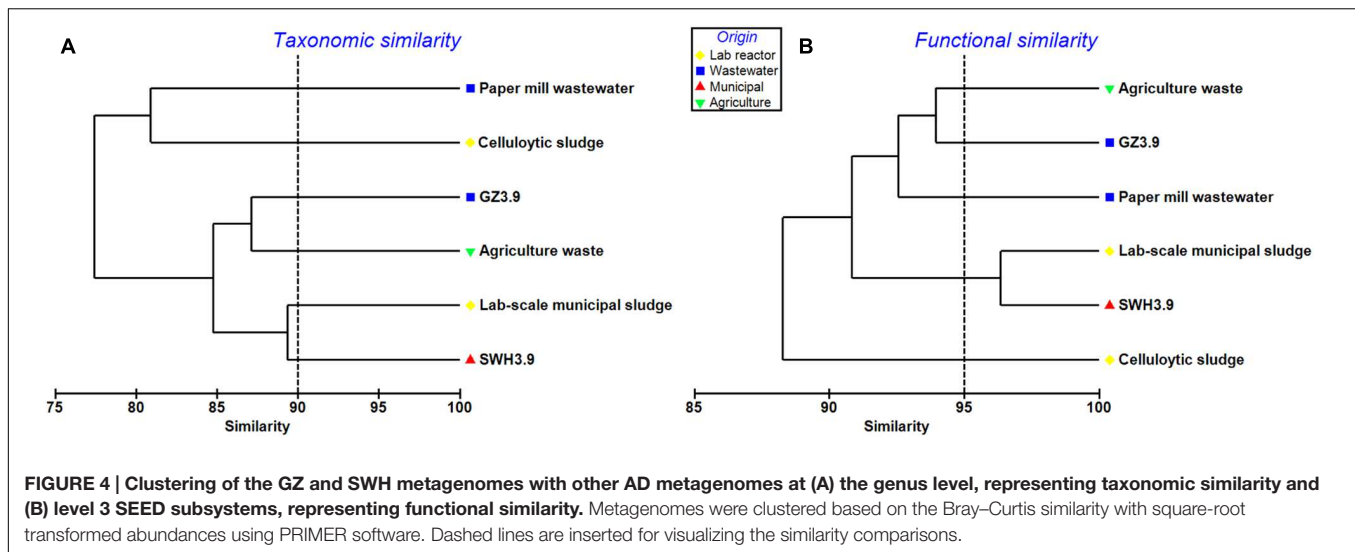 A
Taxonomic similarity
Paper mill wastewater
Celluloytic sludge
GZ3.9
Agriculture waste
Lab-scale municipal sludge
SWH3.9
75 80 85 90 95 100
Similarity
Origin
Lab reactor
Wastewater
Municipal
Agriculture
B
Functional similarity
Agriculture waste
GZ3.9
Paper mill wastewater
Lab-scale municipal sludge
SWH3.9
Celluloytic sludge
85 90 95 100
Similarity
FIGURE 4 | Clustering of the GZ and SWH metagenomes with other AD metagenomes at (A) the genus level, representing taxonomic similarity and
(B) level 3 SEED subsystems, representing functional similarity. Metagenomes were clustered based on the Bray–Curtis similarity with square-root
transformed abundances using PRIMER software. Dashed lines are inserted for visualizing the similarity comparisons.